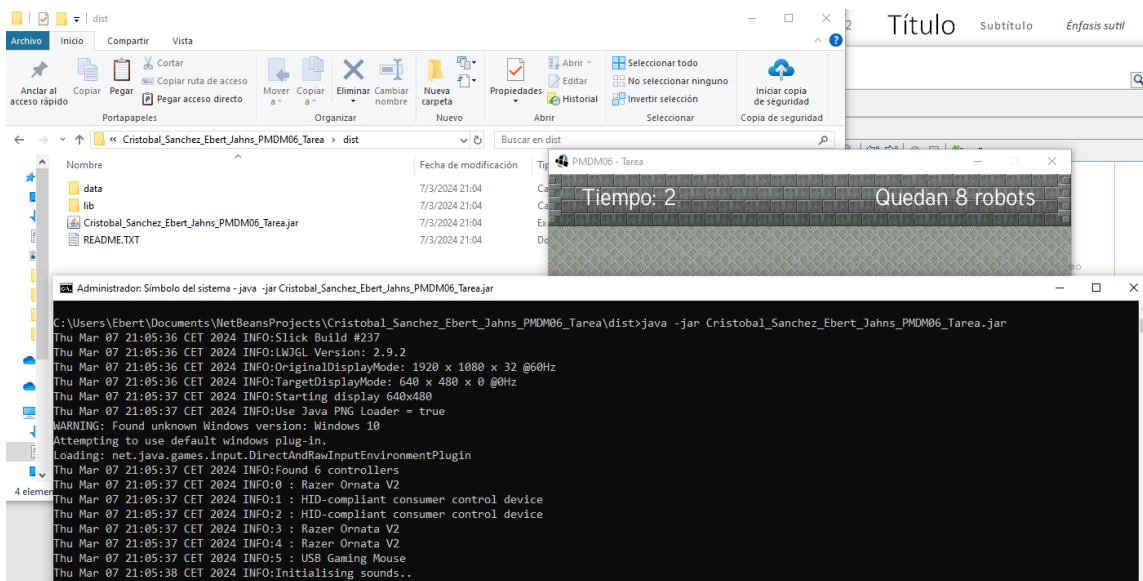 dist
Archivo Inicio Compartir Vista
Anclar al acceso rápido
Copiar
Pegar
Cortar
Copiar ruta de acceso
Pegar acceso directo
Portapapeles
Mover a
Copiar a
Eliminar
Cambiar nombre
Organizar
Nueva carpeta
Nuevo
Propiedades
Abrir
Editar
Historial
Abrir
Seleccionar todo
No seleccionar ninguno
Invertir selección
Seleccionar
Iniciar copia de seguridad
Copia de seguridad
2 Título Subtítulo Énfasis sutil
« Cristobal_Sanchez_Ebert_Jahns_PMDM06_Tarea > dist
Buscar en dist
Nombre Fecha de modificación Tip
data 7/3/2024 21:04 Ca
lib 7/3/2024 21:04 Ca
Cristobal_Sanchez_Ebert_Jahns_PMDM06_Tarea.jar 7/3/2024 21:04 Ex
README.TXT 7/3/2024 21:04 Do
4 elemen
PMDM06 - Tarea
Tiempo: 2 Quedan 8 robots
Administrador: Símbolo del sistema - java -jar Cristobal_Sanchez_Ebert_Jahns_PMDM06_Tarea.jar
C:\Users\Ebert\Documents\NetBeansProjects\Cristobal_Sanchez_Ebert_Jahns_PMDM06_Tarea\dist>java -jar Cristobal_Sanchez_Ebert_Jahns_PMDM06_Tarea.jar
Thu Mar 07 21:05:36 CET 2024 INFO:Slick Build #237
Thu Mar 07 21:05:36 CET 2024 INFO:LWJGL Version: 2.9.2
Thu Mar 07 21:05:36 CET 2024 INFO:OriginalDisplayMode: 1920 x 1080 x 32 @60Hz
Thu Mar 07 21:05:36 CET 2024 INFO:TargetDisplayMode: 640 x 480 x 0 @0Hz
Thu Mar 07 21:05:37 CET 2024 INFO:Starting display 640x480
Thu Mar 07 21:05:37 CET 2024 INFO:Use Java PNG Loader = true
WARNING: Found unknown Windows version: Windows 10
Attempting to use default windows plug-in.
Loading: net.java.games.input.DirectAndRawInputEnvironmentPlugin
Thu Mar 07 21:05:37 CET 2024 INFO:Found 6 controllers
Thu Mar 07 21:05:37 CET 2024 INFO:0 : Razer Ornata V2
Thu Mar 07 21:05:37 CET 2024 INFO:1 : HID-compliant consumer control device
Thu Mar 07 21:05:37 CET 2024 INFO:2 : HID-compliant consumer control device
Thu Mar 07 21:05:37 CET 2024 INFO:3 : Razer Ornata V2
Thu Mar 07 21:05:37 CET 2024 INFO:4 : Razer Ornata V2
Thu Mar 07 21:05:37 CET 2024 INFO:5 : USB Gaming Mouse
Thu Mar 07 21:05:38 CET 2024 INFO:Initialising sounds..